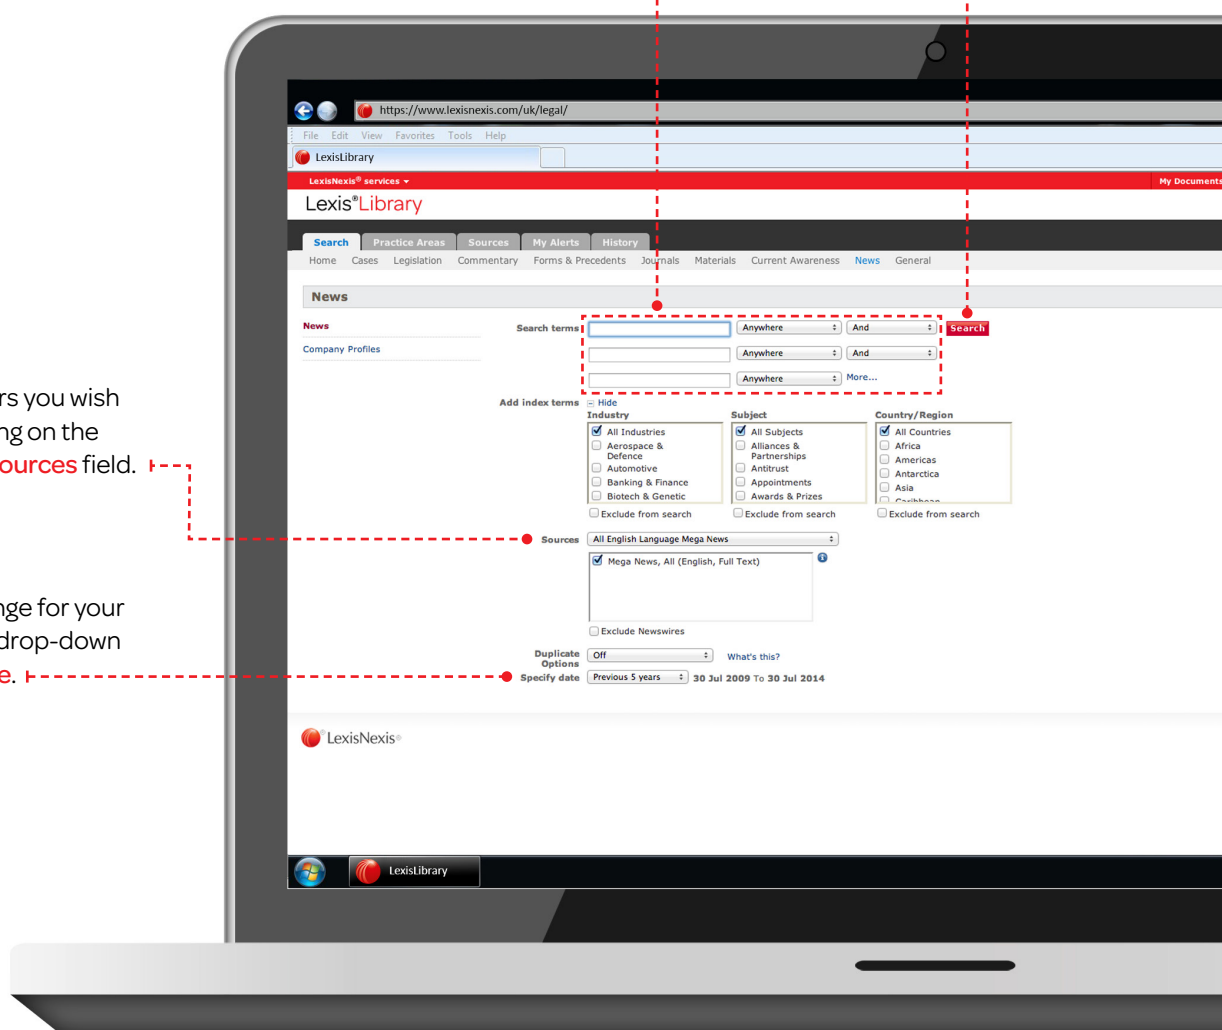 https://www.lexisnexis.com/uk/legal/
File Edit View Favorites Tools Help
LexisLibrary
LexisNexis® services
My Documents
Lexis®Library
Search Practice Areas Sources My Alerts History
Home Cases Legislation Commentary Forms & Precedents Journals Materials Current Awareness News General
News
News
Company Profiles
Search terms Anywhere And Search
Anywhere And
Anywhere More...
Add index terms Hide
Industry Subject Country/Region
All Industries
Aerospace &
Defence
Automotive
Banking & Finance
Biotech & Genetic
Exclude from search
All Subjects
Alliances &
Partnerships
Antitrust
Appointments
Awards & Prizes
Exclude from search
All Countries
Africa
Americas
Antarctica
Asia
Caribbean
Exclude from search
rs you wish
ng on the
ources field.
Sources All English Language Mega News
Mega News, All (English, Full Text)
Exclude Newswires
nge for your
drop-down
e.
Duplicate
Options Off What's this?
Specify date Previous 5 years 30 Jul 2009 To 30 Jul 2014
LexisNexis®
LexisLibrary